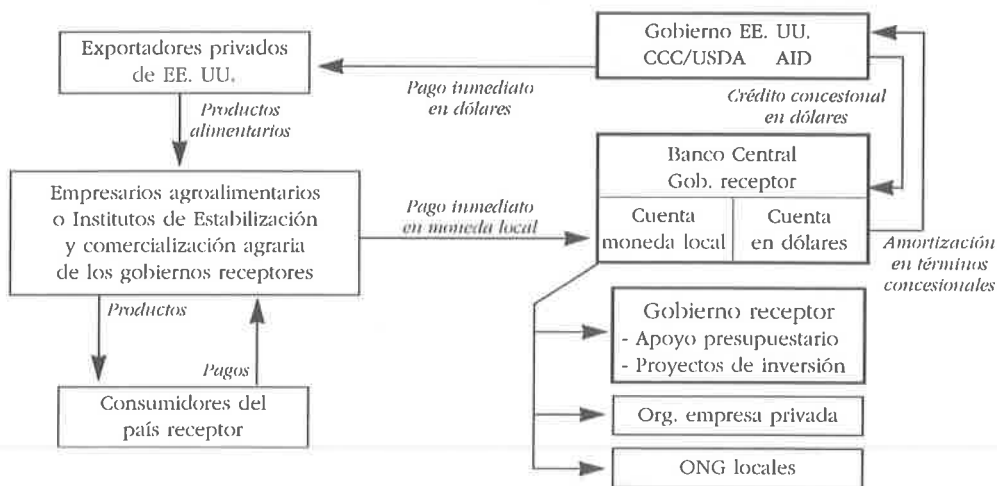 Exportadores privados
de EE. UU.
Gobierno EE. UU.
CCC/USDA AID
Pago inmediato
en dólares
Crédito concesional
en dólares
Productos
alimentarios
Banco Central
Gob. receptor
Cuenta
moneda local
Cuenta
en dólares
Empresarios agroalimentarios
o Institutos de Estabilización
y comercialización agraria
de los gobiernos receptores
Pago inmediato
en moneda local
Amortización
en términos
concesionales
Productos
Pagos
Gobierno receptor
- Apoyo presupuestario
- Proyectos de inversión
Consumidores del
país receptor
Org. empresa privada
ONG locales